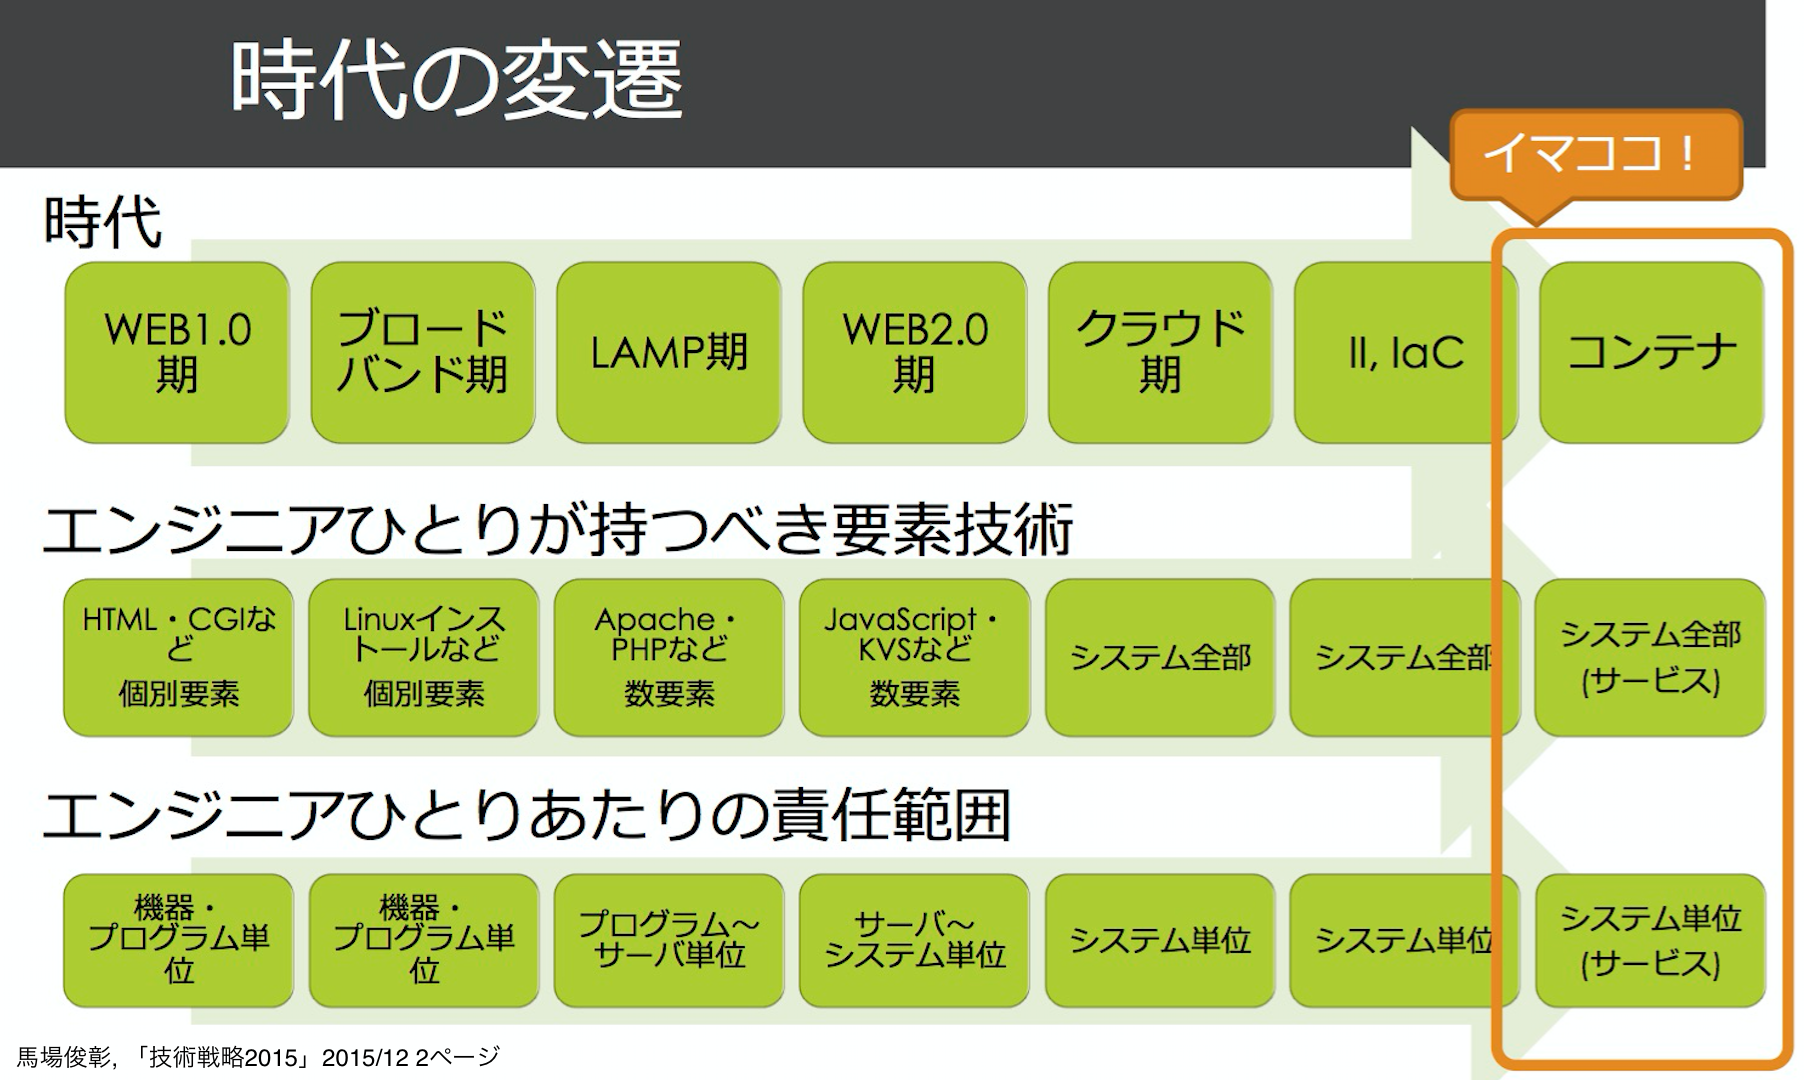 時代の変遷
イマココ！
時代
WEB1.0
期
ブロード
バンド期
LAMP期
WEB2.0
期
クラウド
期
II, IaC
コンテナ
エンジニアひとりが持つべき要素技術
HTML・CGIな
ど
個別要素
Linuxインス
トールなど
個別要素
Apache・
PHPなど
数要素
JavaScript・
KVSなど
数要素
システム全部
システム全部
システム全部
(サービス)
エンジニアひとりあたりの責任範囲
機器・
プログラム単
位
機器・
プログラム単
位
プログラム～
サーバ単位
サーバ～
システム単位
システム単位
システム単位
システム単位
(サービス)
馬場俊彰, 「技術戦略2015」2015/12 2ページ